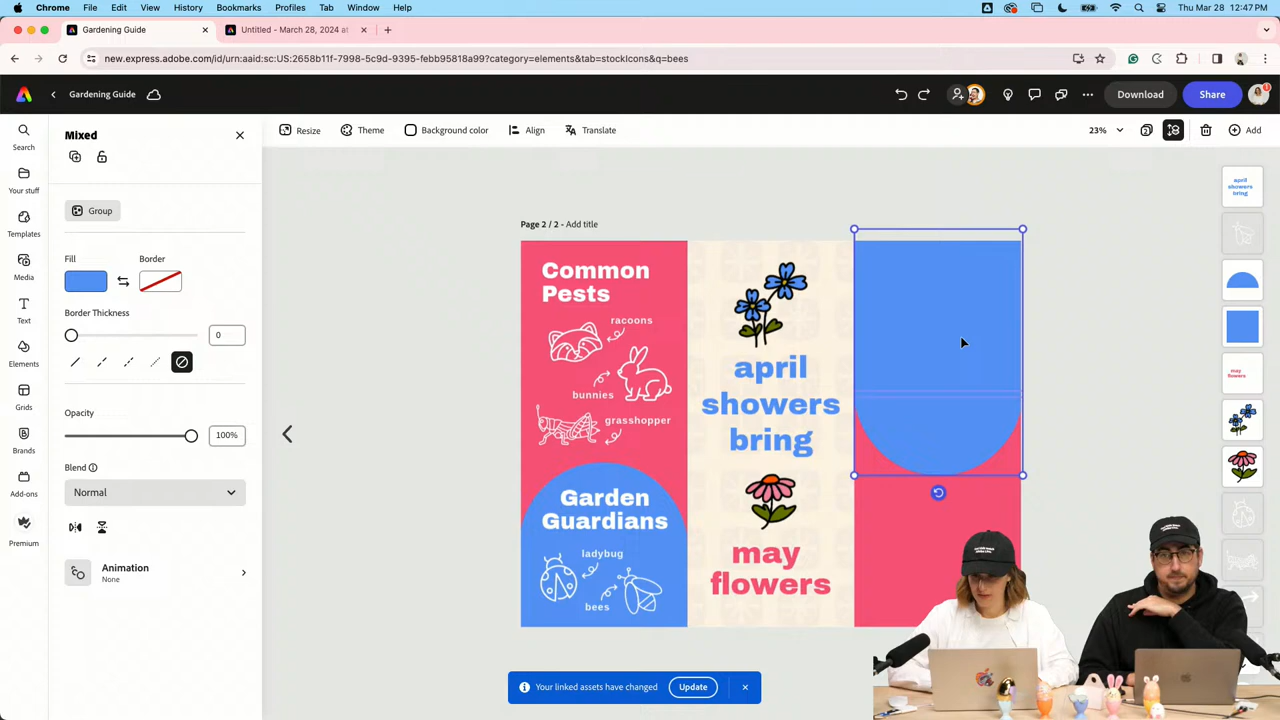 Chrome File Edit View History Bookmarks Profiles Tab Window Help
Thu Mar 28 12:47 PM
Gardening Guide
Untitled - March 28, 2024 at
new.express.adobe.com/id/urn:aaid:sc:US:2658b11f-7998-5c9d-9395-febb95818a99?category=elements&tab=stockIcons&q=bees
Gardening Guide
Download
Share
Search
Your stuff
Templates
Media
Text
Elements
Grids
Brands
Add-ons
Premium
Mixed
Group
Fill
Border
Border Thickness
0
Opacity
100%
Blend
Normal
Animation
None
Resize
Theme
Background color
Align
Translate
23%
2
Add
Page 2 / 2 - Add title
Common
Pests
racoons
bunnies
grasshopper
Garden
Guardians
ladybug
bees
april
showers
bring
may
flowers
april
showers
bring
may
flowers
Your linked assets have changed
Update